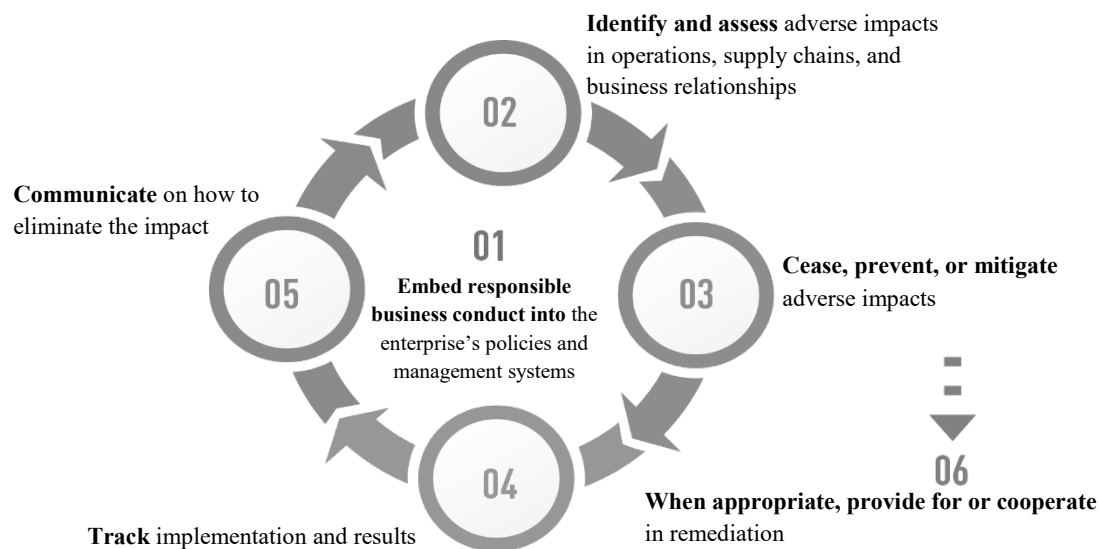 Identify and assess adverse impacts
in operations, supply chains, and
business relationships
02
Communicate on how to
eliminate the impact
01
Embed responsible
business conduct into the
enterprise’s policies and
management systems
05
03
Cease, prevent, or mitigate
adverse impacts
04
Track implementation and results
06
When appropriate, provide for or cooperate
in remediation